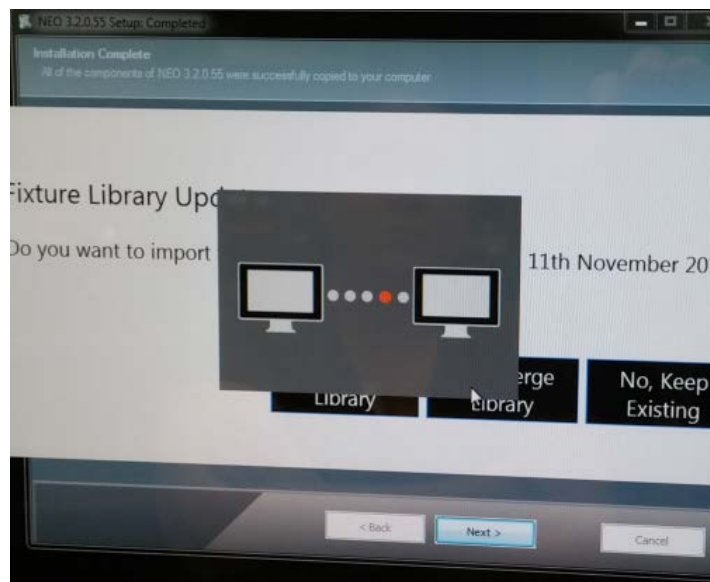 NEO 3.2.0.55 Setup: Completed
Installation Complete
All of the components of NEO 3.2.0.55 were successfully copied to your computer
Fixture Library Upd
Do you want to import
11th November 20
Library
erge
Library
No, Keep
Existing
< Back
Next >
Cancel